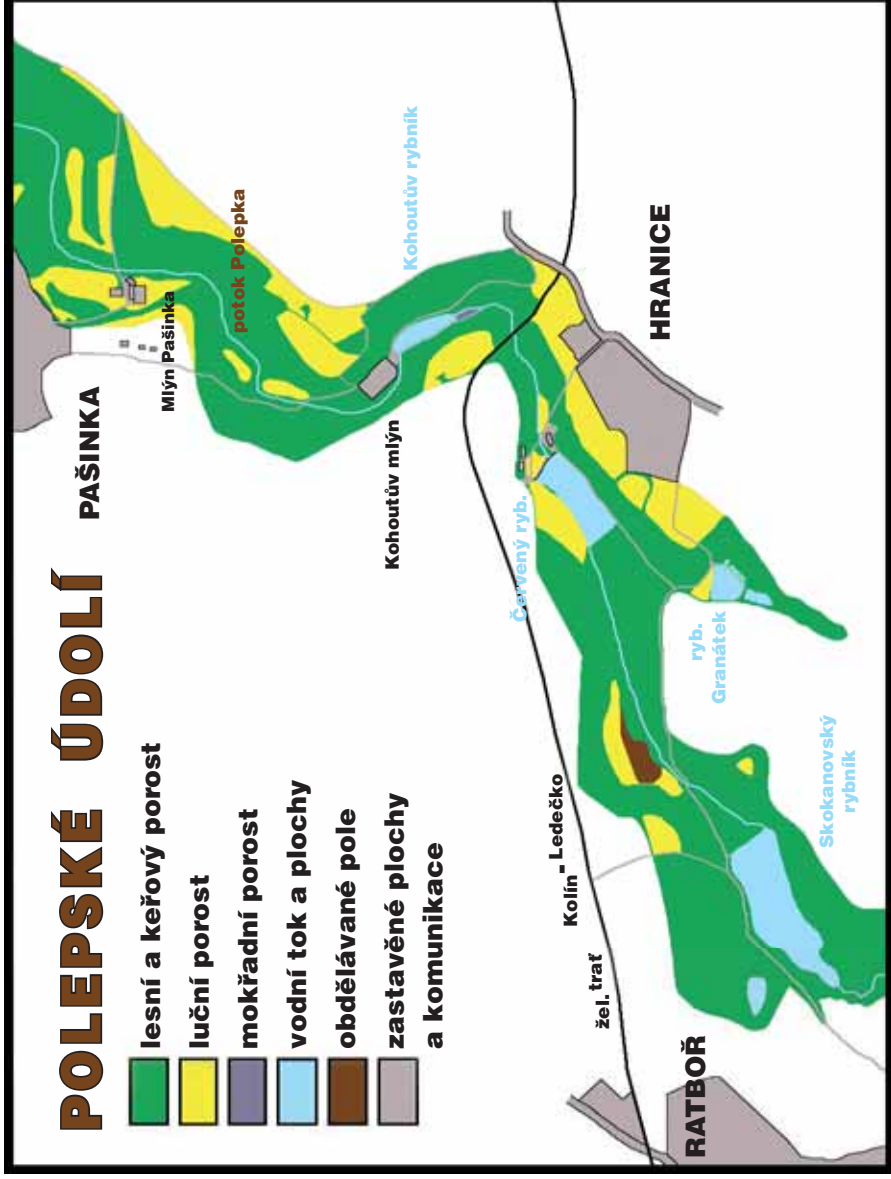 POLEPSKÉ ÚDOLÍ
lesní a keřový porost
luční porost
mokřadní porost
vodní tok a plochy
obdělávané pole
zastavěné plochy
a komunikace
PAŠINKA
Mlýn Pašinka
potok Polepka
Kohoutův mlýn
Kohoutův rybník
Červený ryb.
HRANICE
ryb.
Granátek
Skokanovský
rybník
žel. trať Kolín - Ledečko
RATBOŘ